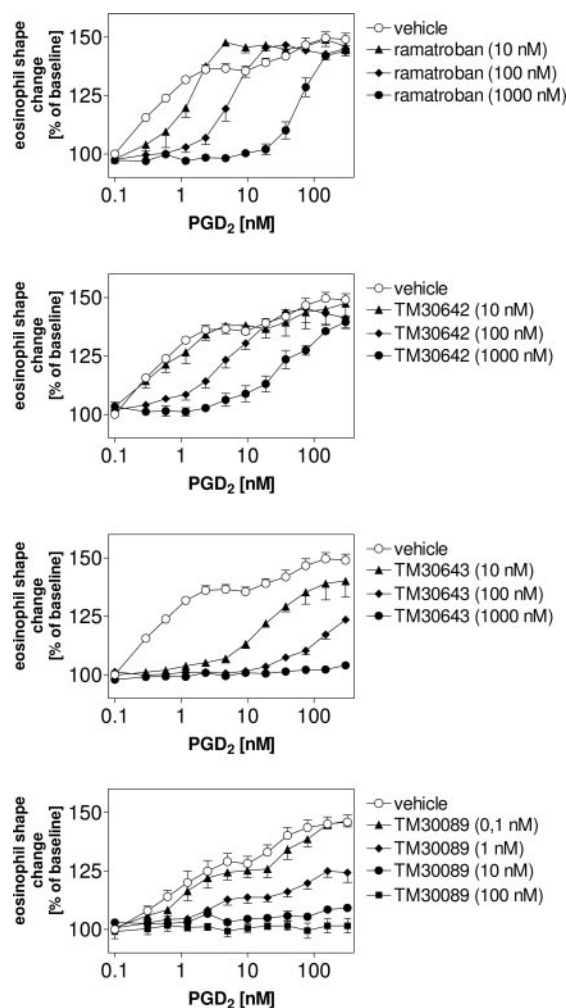 eosinophil shape
change
[% of baseline]
150
125
100
0.1 1 10 100
PGD₂ [nM]
vehicle
ramatroban (10 nM)
ramatroban (100 nM)
ramatroban (1000 nM)
eosinophil shape
change
[% of baseline]
150
125
100
0.1 1 10 100
PGD₂ [nM]
vehicle
TM30642 (10 nM)
TM30642 (100 nM)
TM30642 (1000 nM)
eosinophil shape
change
[% of baseline]
150
125
100
0.1 1 10 100
PGD₂ [nM]
vehicle
TM30643 (10 nM)
TM30643 (100 nM)
TM30643 (1000 nM)
eosinophil shape
change
[% of baseline]
150
125
100
0.1 1 10 100
PGD₂ [nM]
vehicle
TM30089 (0,1 nM)
TM30089 (1 nM)
TM30089 (10 nM)
TM30089 (100 nM)